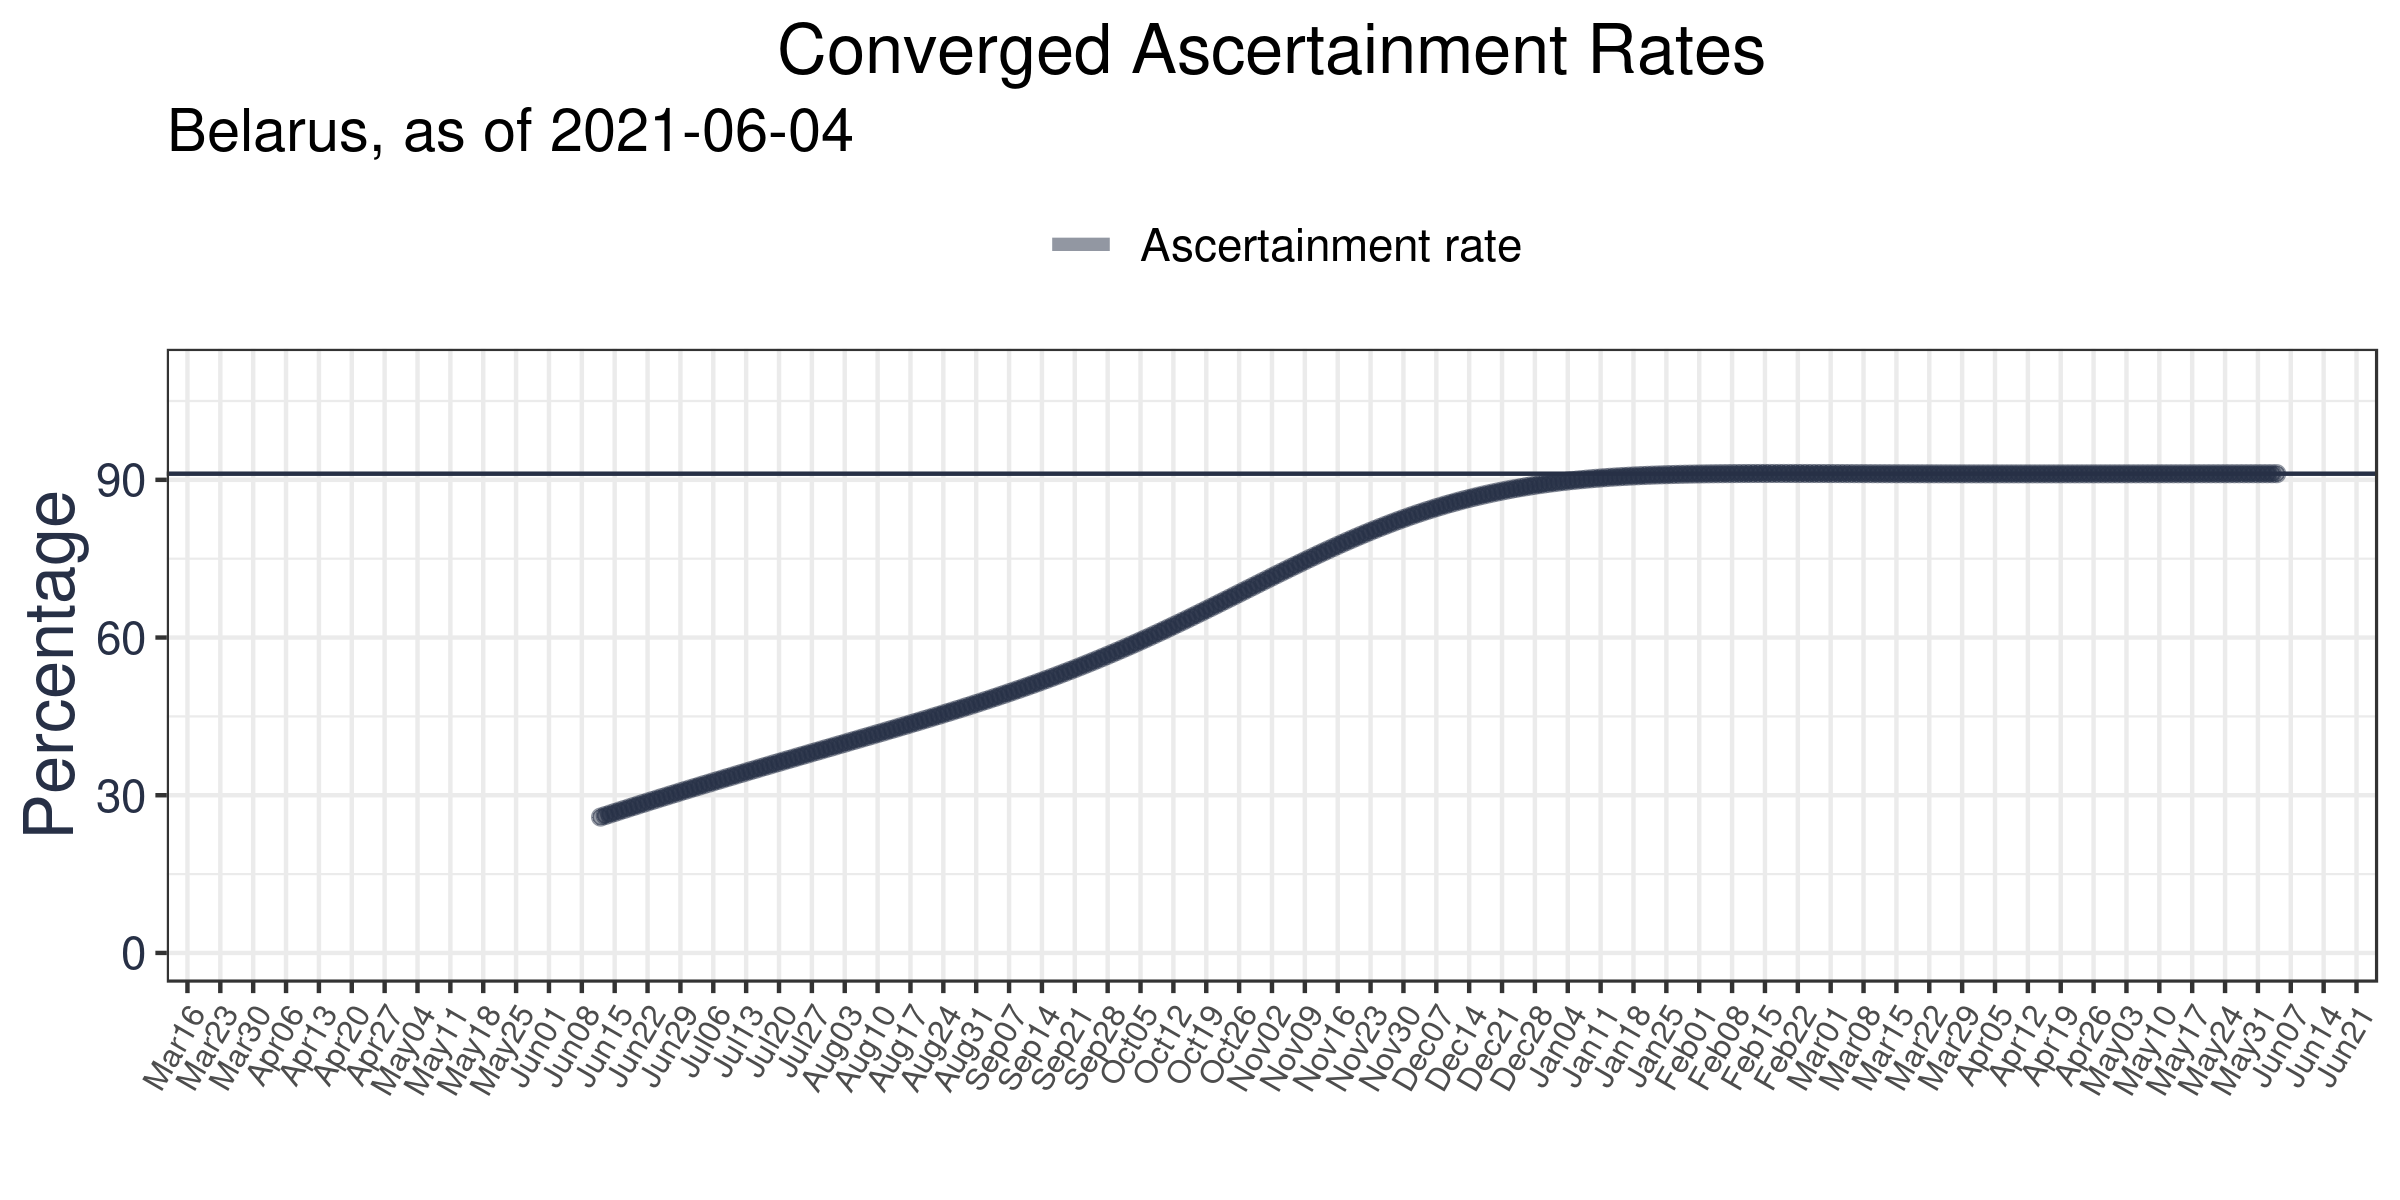 Converged Ascertainment Rates
Belarus, as of 2021-06-04
Ascertainment rate
Percentage
90
60
30
0
Mar16 Mar23 Mar30 Apr06 Apr13 Apr20 Apr27 May04 May11 May18 May25 Jun01 Jun08 Jun15 Jun22 Jun29 Jul06 Jul13 Jul20 Jul27 Aug03 Aug10 Aug17 Aug24 Aug31 Sep07 Sep14 Sep21 Sep28 Oct05 Oct12 Oct19 Oct26 Nov02 Nov09 Nov16 Nov23 Nov30 Dec07 Dec14 Dec21 Dec28 Jan04 Jan11 Jan18 Jan25 Feb01 Feb08 Feb15 Feb22 Mar01 Mar08 Mar15 Mar22 Mar29 Apr05 Apr12 Apr19 Apr26 May03 May10 May17 May24 May31 Jun07 Jun14 Jun21